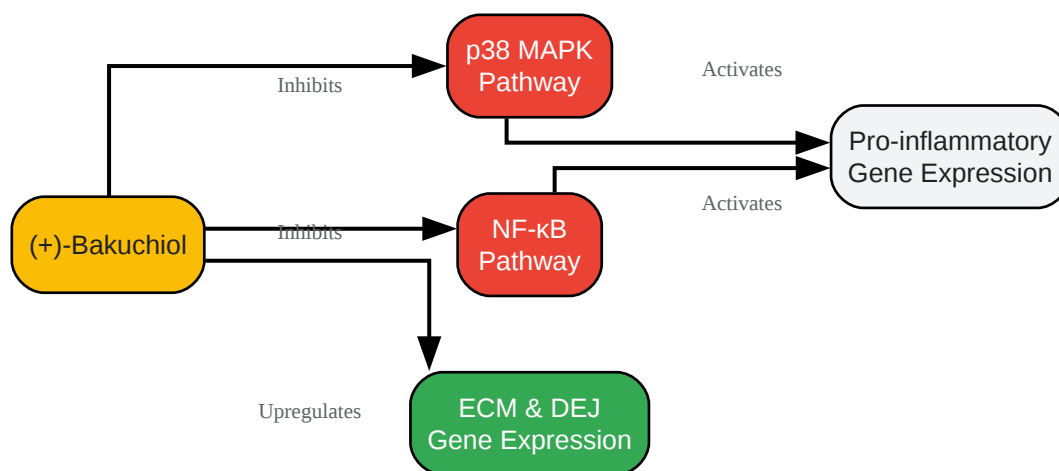 p38 MAPK
Pathway
Inhibits
Activates
Pro-inflammatory
Gene Expression
(+)-Bakuchiol
Inhibits
NF-κB
Pathway
Activates
Upregulates
ECM & DEJ
Gene Expression